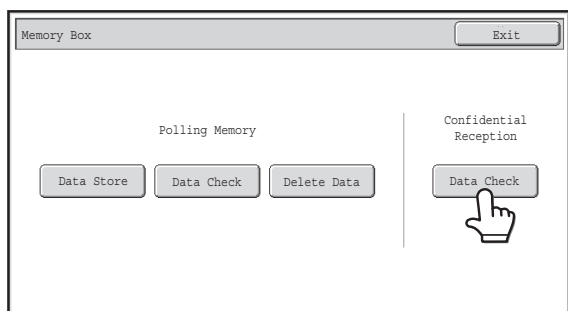 Memory Box
Exit
Polling Memory
Confidential
Reception
Data Store
Data Check
Delete Data
Data Check